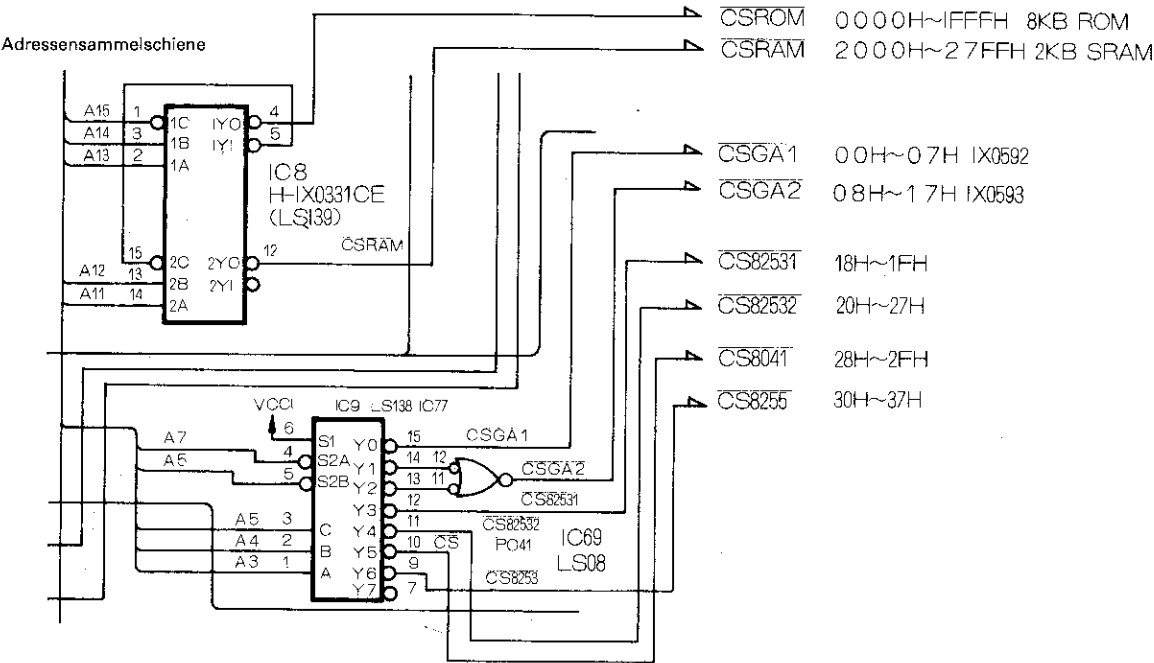 CSROM 0000H~1FFFH 8KB ROM
Adressensammelschiene
CSRAM 2000H~27FFH 2KB SRAM
A15 1 1C 1Y0 4
A14 3 1B 1Y1 5
A13 2 1A
IC8
H-IX0331CE
(LS139)
CSGA1 00H~07H IX0592
CSGA2 08H~17H IX0593
15 2C 2Y0 12 CSRAM
A12 13 2B 2Y1
A11 14 2A
CS82531 18H~1FH
CS82532 20H~27H
CS8041 28H~2FH
CS8255 30H~37H
VCCI IC9 LS138 IC77
6 S1 Y0 15 CSGA1
A7 4 S2A Y1 14 12
A5 5 S2B Y2 13 11 CSGA2
Y3 12 CS82531
A5 3 C Y4 11 CS82532
A4 2 B Y5 10 CS PO41
A3 1 A Y6 9 CS8253
Y7 7
IC69
LS08